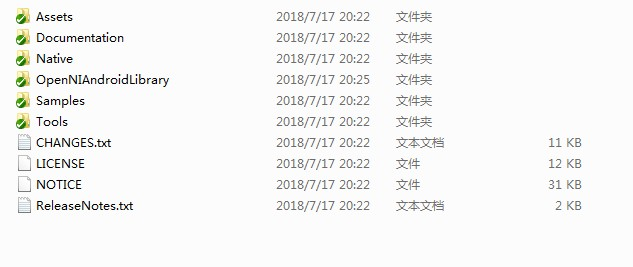 Assets 2018/7/17 20:22 文件夹
Documentation 2018/7/17 20:22 文件夹
Native 2018/7/17 20:22 文件夹
OpenNIAndroidLibrary 2018/7/17 20:25 文件夹
Samples 2018/7/17 20:22 文件夹
Tools 2018/7/17 20:22 文件夹
CHANGES.txt 2018/7/17 20:22 文本文档 11 KB
LICENSE 2018/7/17 20:22 文件 12 KB
NOTICE 2018/7/17 20:22 文件 31 KB
ReleaseNotes.txt 2018/7/17 20:22 文本文档 2 KB